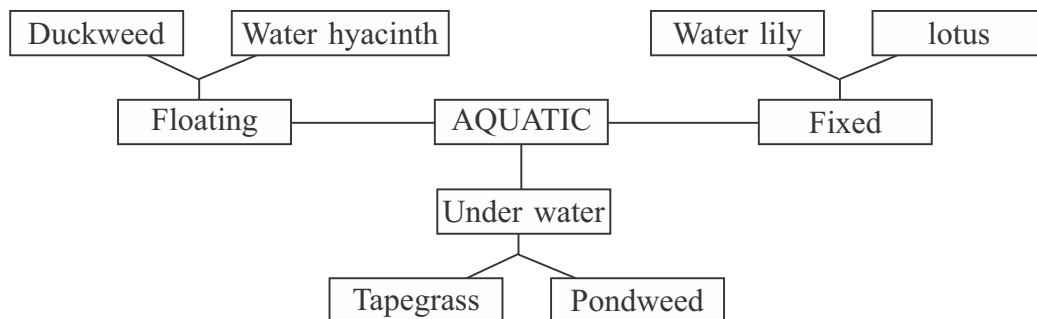 Duckweed Water hyacinth Water lily lotus
Floating AQUATIC Fixed
Under water
Tapegrass Pondweed